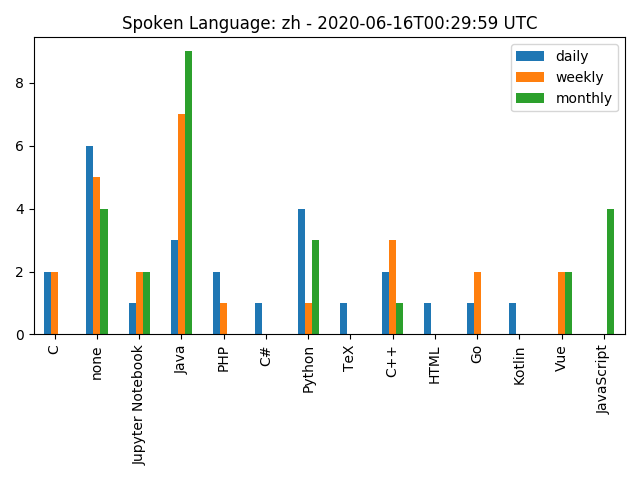 Spoken Language: zh - 2020-06-16T00:29:59 UTC
daily
weekly
monthly
8
6
4
2
0
C
none
Jupyter Notebook
Java
PHP
C#
Python
TeX
C++
HTML
Go
Kotlin
Vue
JavaScript